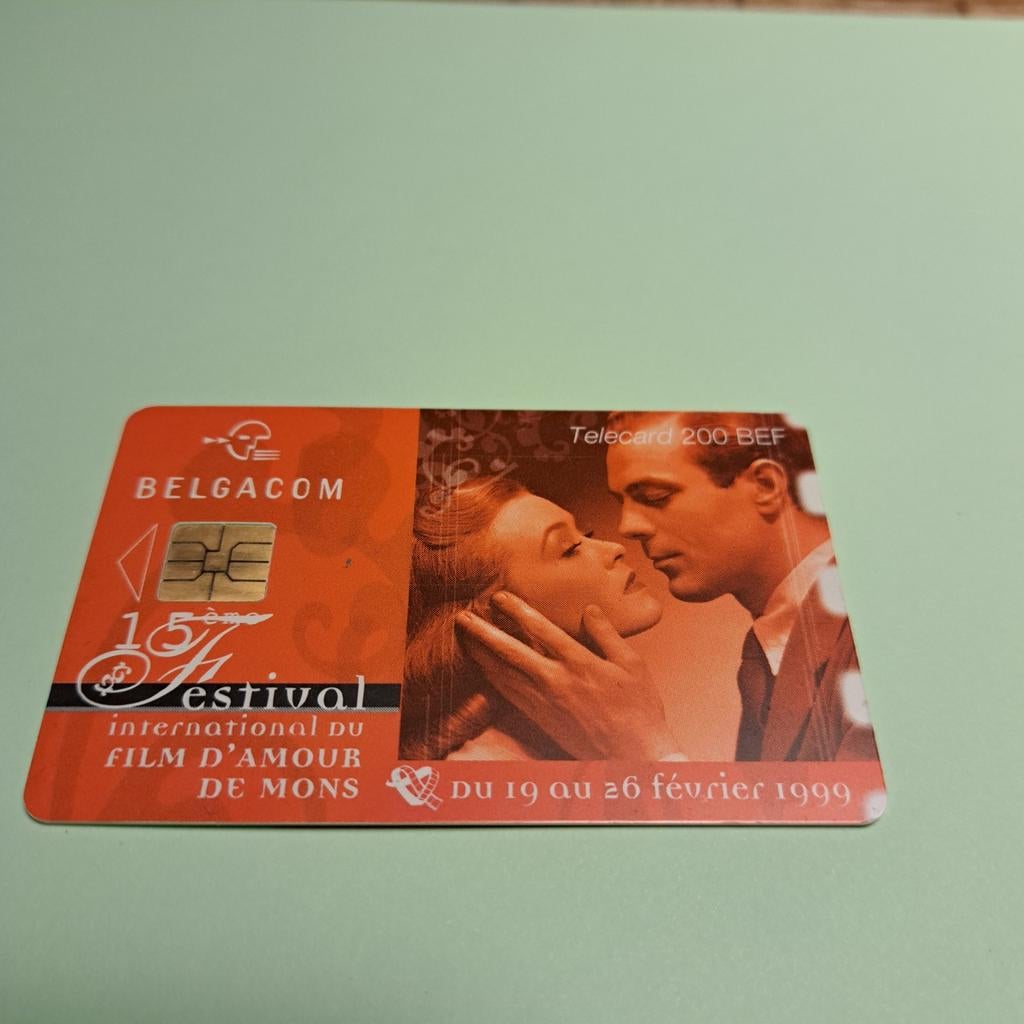 BELGACOM
Telecard 200 BEF
15ème
Festival
international DU
FILM D'AMOUR
DE MONS
DU 19 au 26 février 1999